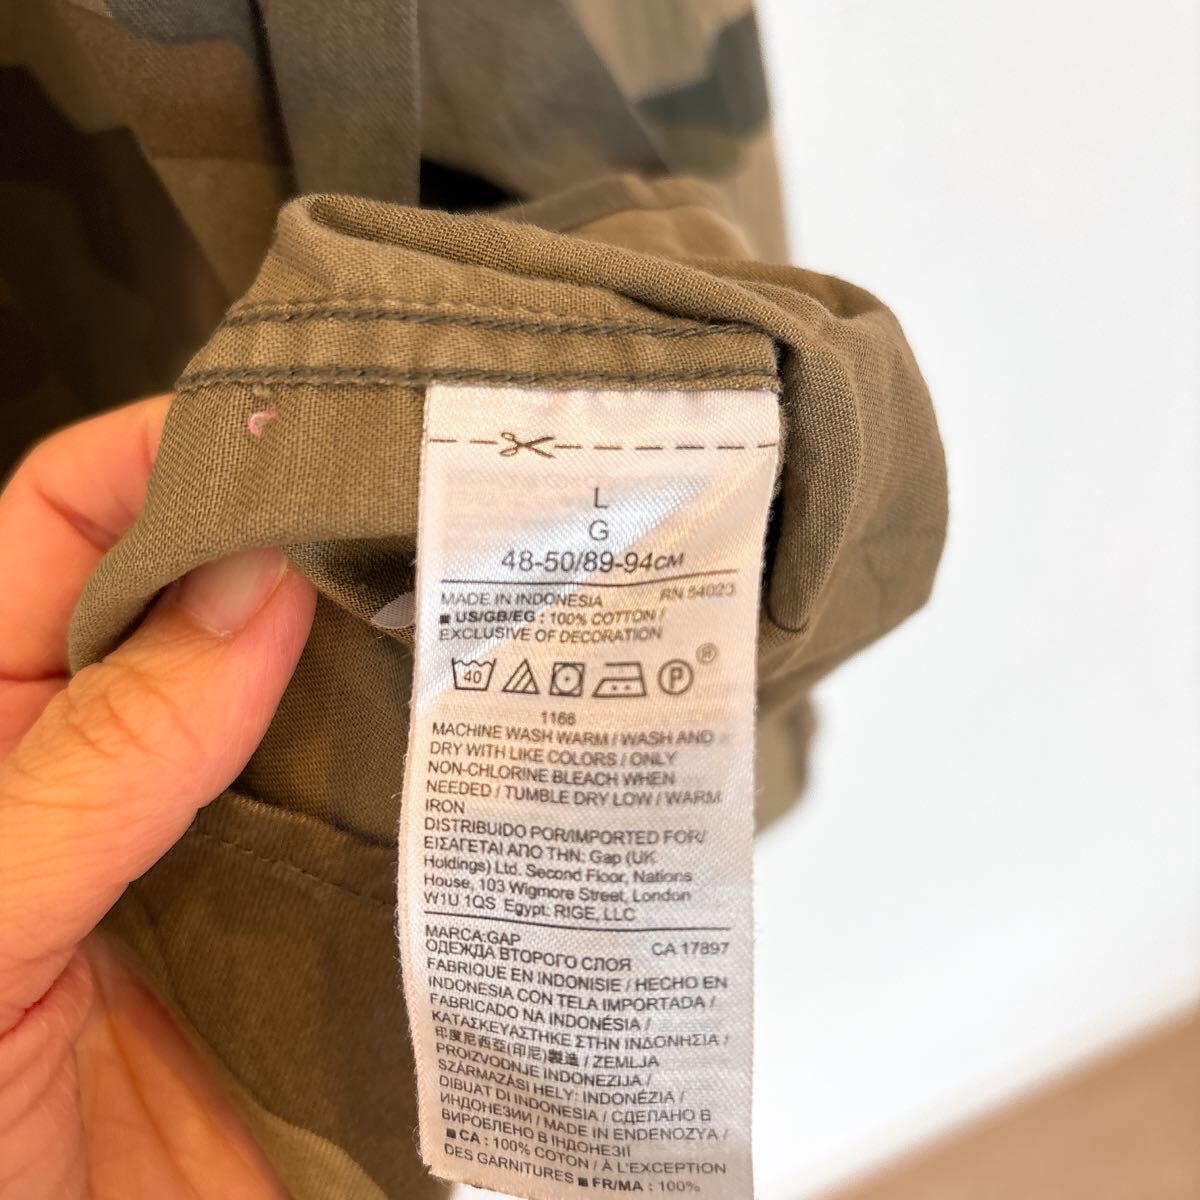 L
G
48-50/89-94CM
MADE IN INDONESIA RN 54023
■ US/GB/EG : 100% COTTON /
EXCLUSIVE OF DECORATION
40 P ®
1166
MACHINE WASH WARM / WASH AND
DRY WITH LIKE COLORS / ONLY
NON-CHLORINE BLEACH WHEN
NEEDED / TUMBLE DRY LOW / WARM
IRON
DISTRIBUIDO POR/IMPORTED FOR/
ΕΙΣΑΓΕΤΑΙ ΑΠΟ ΤΗΝ: Gap (UK
Holdings) Ltd. Second Floor, Nations
House, 103 Wigmore Street, London
W1U 1QS Egypt: RIGE, LLC
MARCA:GAP CA 17897
ОДЕЖДА ВТОРОГО СЛОЯ
FABRIQUE EN INDONISIE / HECHO EN
INDONESIA CON TELA IMPORTADA /
FABRICADO NA INDONÉSIA /
ΚΑΤΑΣΚΕΥΑΣΤΗΚΕ ΣΤΗΝ ΙΝΔΟΝΗΣΙΑ /
印度尼西亞(印尼)製造 / ZEMLJA
PROIZVODNJE INDONEZIJA /
SZÁRMAZÁSI HELY: INDONÉZIA /
DIBUAT DI INDONESIA / СДЕЛАНО В
ИНДОНЕЗИИ / MADE IN ENDENOZYA /
ВИРОБЛЕНО В ІНДОНЕЗІЇ
■ CA : 100% COTON / À L'EXCEPTION
DES GARNITURES ■ FR/MA : 100%